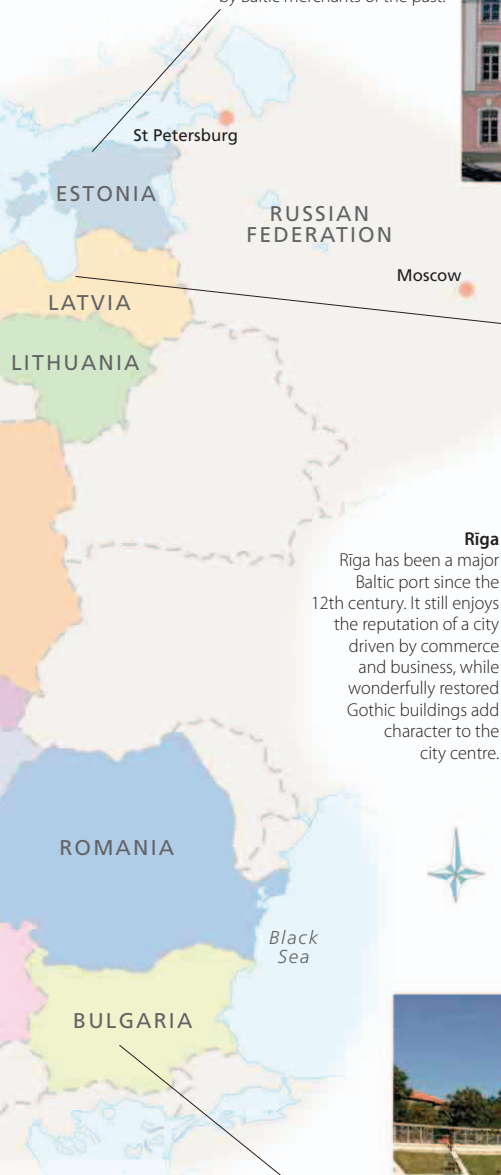 by Baltic merchants of the past.
St Petersburg
ESTONIA
RUSSIAN
FEDERATION
Moscow
LATVIA
LITHUANIA
Rīga
Rīga has been a major
Baltic port since the
12th century. It still enjoys
the reputation of a city
driven by commerce
and business, while
wonderfully restored
Gothic buildings add
character to the
city centre.
ROMANIA
Black
Sea
BULGARIA